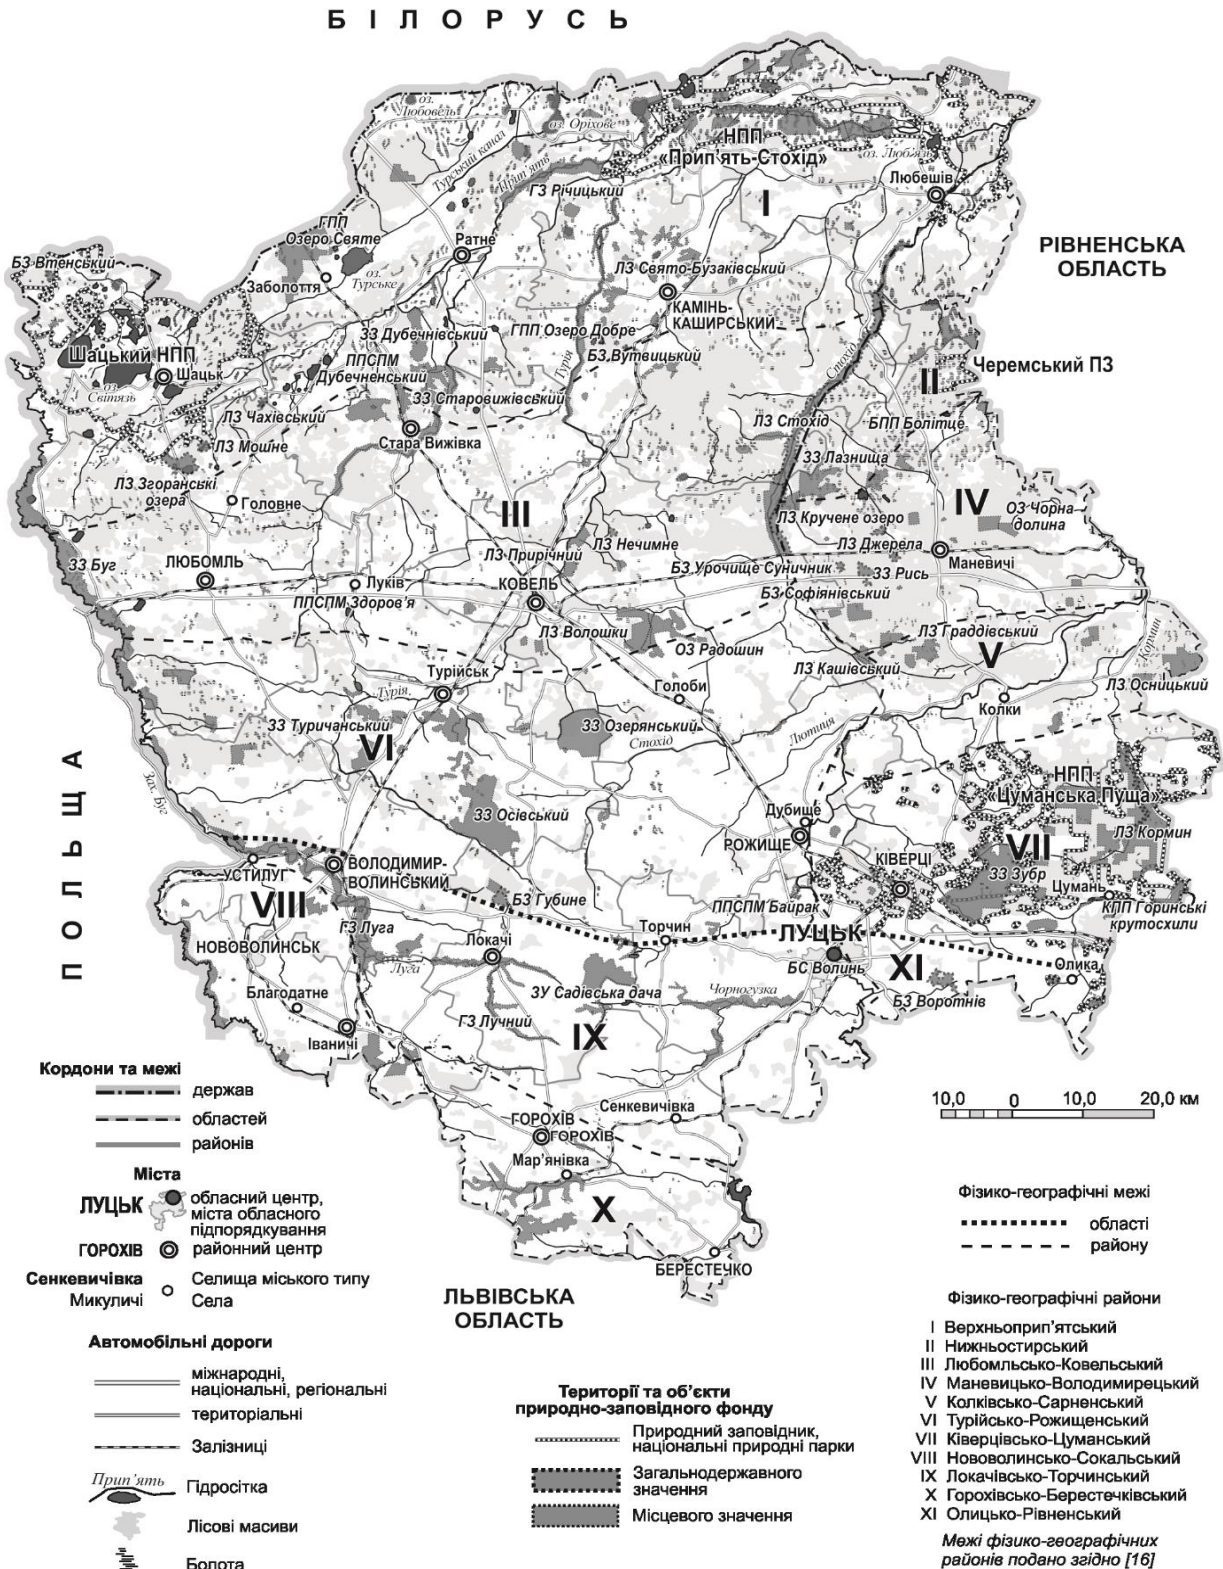 БІЛОРУСЬ
оз.
Любовель
оз. Оріхове
Турський канал
Прип'ять
НПП
«Прип'ять-Стохід»
оз. Люб'язь
Любешів
ГЗ Річицький
I
РІВНЕНСЬКА
ОБЛАСТЬ
ГПП
Озеро Святе
Ратне
БЗ Втенський
Заболоття
оз.
Турське
ЛЗ Свято-Бузаківський
КАМІНЬ-
КАШИРСЬКИЙ
ЗЗ Дубечнівський
ГПП Озеро Добре
БЗ Вутвицький
Турія
Стохід
Шацький НПП
Шацьк
оз.
Світязь
ППСПМ
Дубечненський
ЗЗ Старовижівський
II
Черемський ПЗ
ЛЗ Чахівський
ЛЗ Мошне
Стара Вижівка
ЛЗ Стохід
БПП Болітце
ЗЗ Лазнища
ЛЗ Згоранські
озера
Головне
III
IV
ОЗ Чорна
долина
ЛЗ Кручене озеро
ЛЗ Нечимне
ЛЗ Прирічний
ЛЗ Джерела
Маневичі
ЗЗ Буг
ЛЮБОМЛЬ
Луків
КОВЕЛЬ
БЗ Урочище Суничник
ЗЗ Рись
ППСПМ Здоров'я
БЗ Софіянівський
ЛЗ Волошки
ОЗ Радошин
ЛЗ Граддівський
V
Кормин
ЛЗ Кашівський
ЛЗ Осницький
Турійськ
Турія
Голоби
Колки
ЗЗ Туричанський
VI
ЗЗ Озерянський
Стохід
Лютиця
ПОЛЬЩА
Зах. Буг
НПП
«Цуманська Пуща»
ЗЗ Осівський
Дубище
РОЖИЩЕ
ЛЗ Кормин
VII
КІВЕРЦІ
ЗЗ Зубр
Цумань
УСТИЛУГ
ВОЛОДИМИР-
ВОЛИНСЬКИЙ
VIII
БЗ Губине
ППСПМ Байрак
КПП Горинські
крутосхили
ГЗ Луга
Торчин
ЛУЦЬК
НОВОВОЛИНСЬК
Локачі
Луга
БС Волинь
XI
Олика
Благодатне
ЗУ Садівська дача
Чорногузка
БЗ Воротнів
ГЗ Лучний
IX
Іваничі
Сенкевичівка
ГОРОХІВ
ГОРОХІВ
Мар'янівка
X
БЕРЕСТЕЧКО
ЛЬВІВСЬКА
ОБЛАСТЬ
Кордони та межі
держав
областей
районів
Міста
ЛУЦЬК
обласний центр,
міста обласного
підпорядкування
ГОРОХІВ
районний центр
Сенкевичівка
Селища міського типу
Микуличі
Села
Автомобільні дороги
міжнародні,
національні, регіональні
територіальні
Залізниці
Прип'ять
Гідросітка
Лісові масиви
Болота
Території та об'єкти
природно-заповідного фонду
Природний заповідник,
національні природні парки
Загальнодержавного
значення
Місцевого значення
10,0 0 10,0 20,0 км
Фізико-географічні межі
області
району
Фізико-географічні райони
I Верхньоприп'ятський
II Нижньостирський
III Любомльсько-Ковельський
IV Маневицько-Володимирецький
V Колківсько-Сарненський
VI Турійсько-Рожищенський
VII Ківерцівсько-Цуманський
VIII Нововолинсько-Сокальський
IX Локачівсько-Торчинський
X Горохівсько-Берестечківський
XI Олицько-Рівненський
Межі фізико-географічних
районів подано згідно [16]